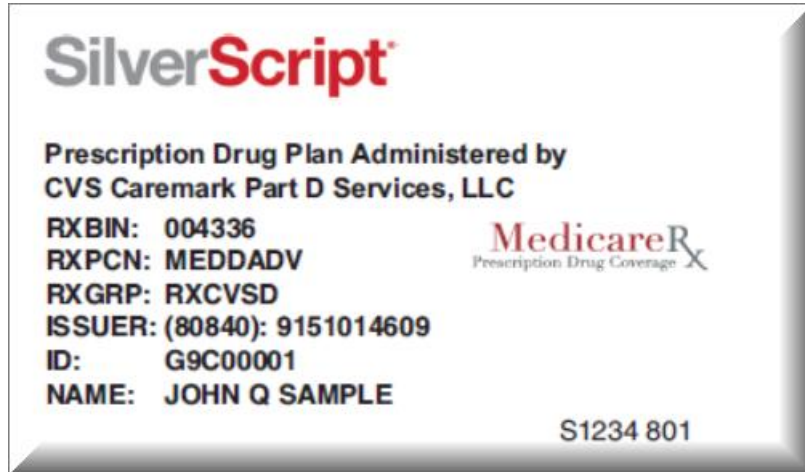 SilverScript
Prescription Drug Plan Administered by
CVS Caremark Part D Services, LLC
RXBIN: 004336
RXPCN: MEDDADV
RXGRP: RXCVSD
ISSUER: (80840): 9151014609
ID: G9C00001
NAME: JOHN Q SAMPLE
MedicareRx
Prescription Drug Coverage
S1234 801